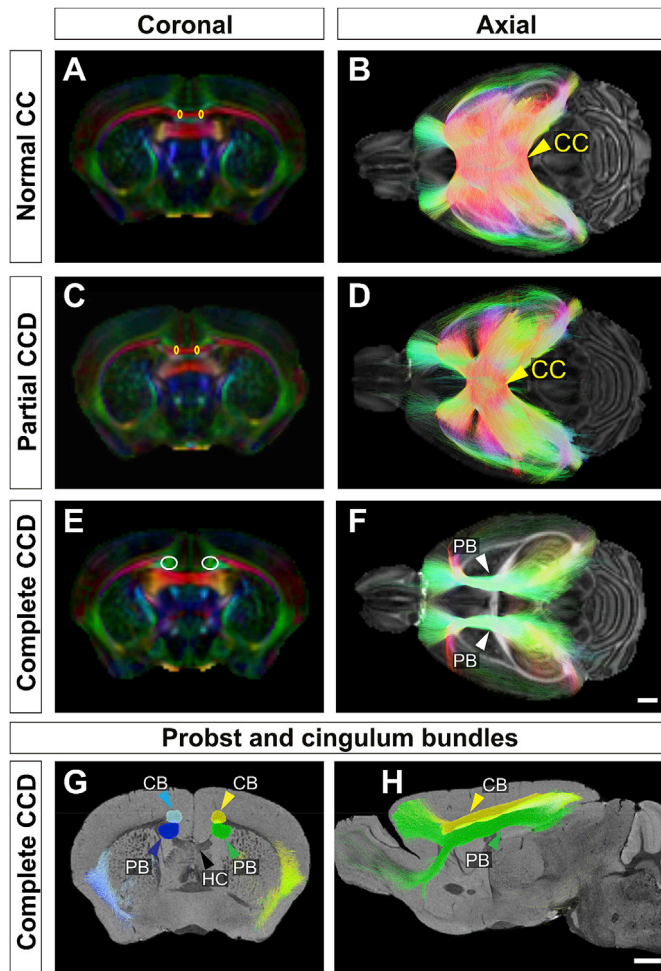 Coronal
Axial
Normal CC
A
B
CC
Partial CCD
C
D
CC
Complete CCD
E
F
PB
PB
Probst and cingulum bundles
Complete CCD
G
CB
CB
PB
HC
PB
H
CB
PB